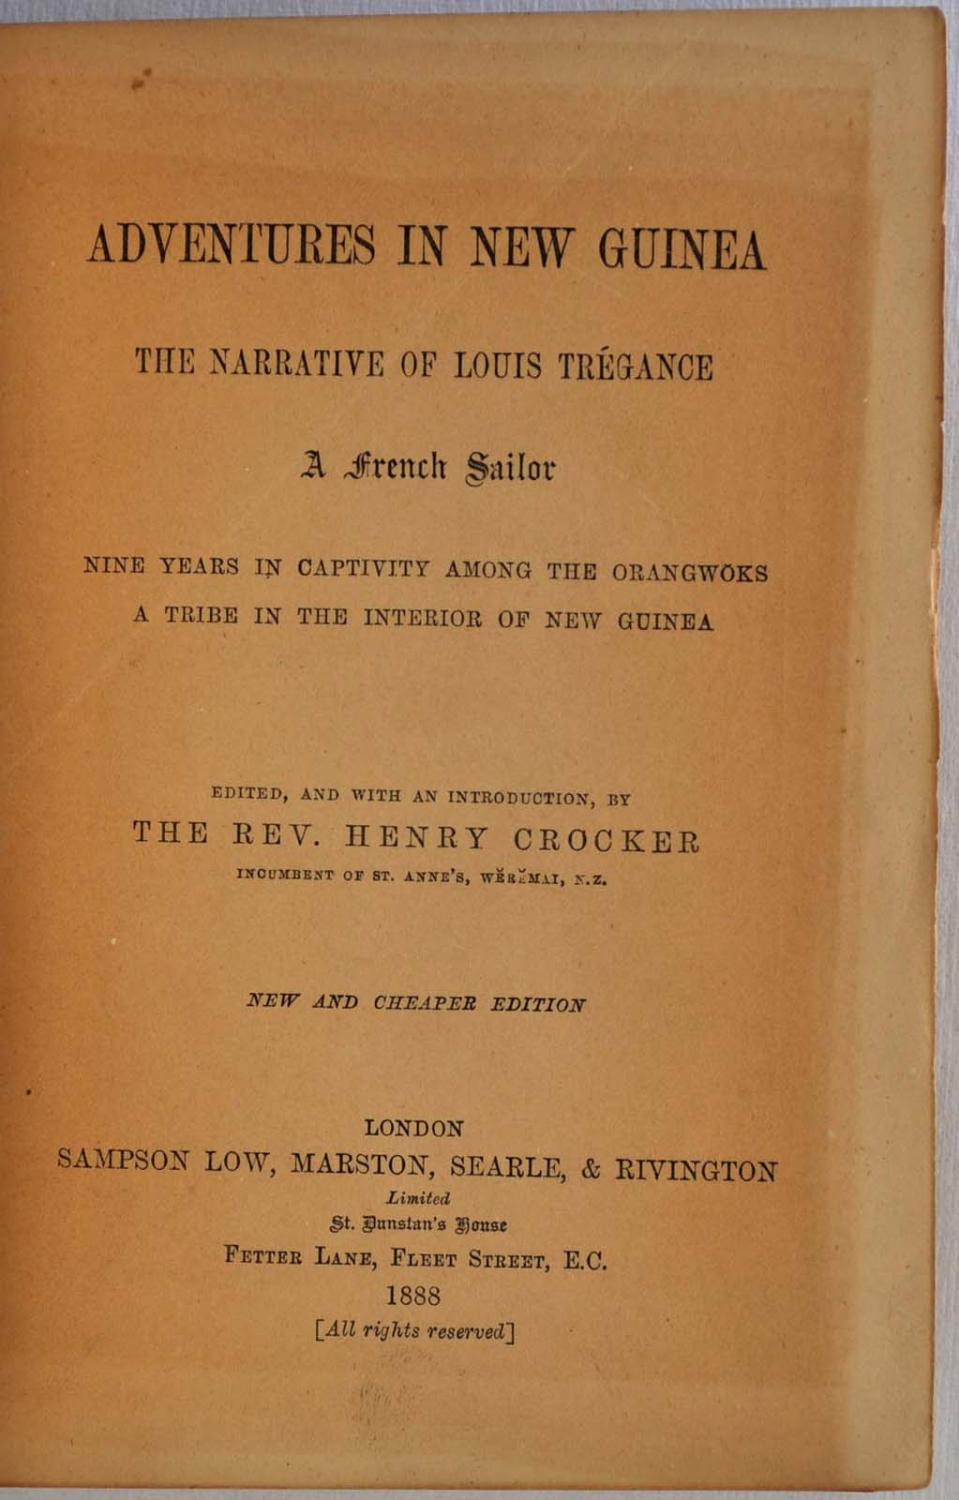 ADVENTURES IN NEW GUINEA
THE NARRATIVE OF LOUIS TRÉGANCE
A French Sailor
NINE YEARS IN CAPTIVITY AMONG THE ORANGWŌKS
A TRIBE IN THE INTERIOR OF NEW GUINEA
EDITED, AND WITH AN INTRODUCTION, BY
THE REV. HENRY CROCKER
INCUMBENT OF ST. ANNE'S, WĔRĔMAI, N.Z.
NEW AND CHEAPER EDITION
LONDON
SAMPSON LOW, MARSTON, SEARLE, & RIVINGTON
Limited
St. Dunstan's House
FETTER LANE, FLEET STREET, E.C.
1888
[All rights reserved]